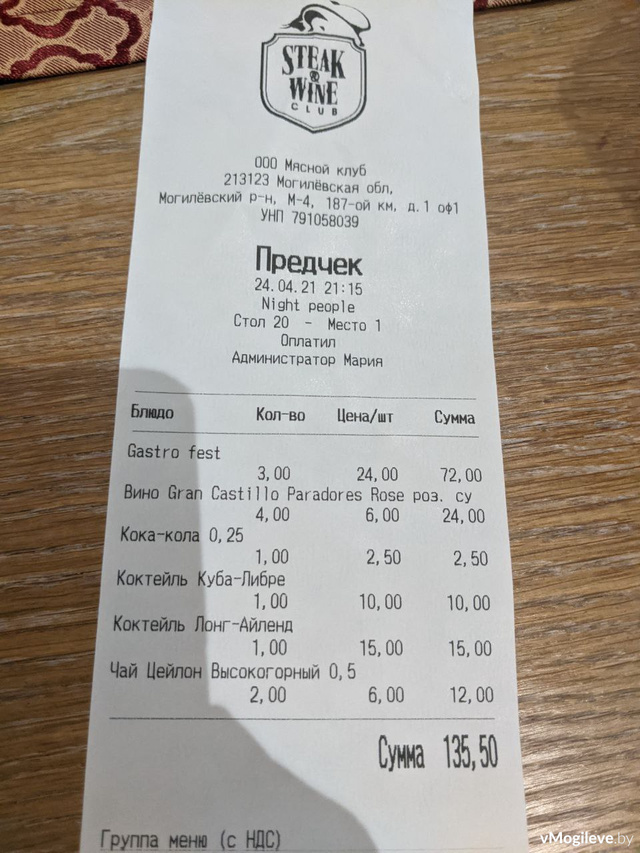 STEAK
&
WINE
CLUB
ООО Мясной клуб
213123 Могилёвская обл,
Могилёвский р-н, М-4, 187-ой км, д.1 оф1
УНП 791058039
Предчек
24.04.21 21:15
Night people
Стол 20 - Место 1
Оплатил
Администратор Мария
Блюдо Кол-во Цена/шт Сумма
Gastro fest
3,00 24,00 72,00
Вино Gran Castillo Paradores Rose роз. су
4,00 6,00 24,00
Кока-кола 0,25
1,00 2,50 2,50
Коктейль Куба-Либре
1,00 10,00 10,00
Коктейль Лонг-Айленд
1,00 15,00 15,00
Чай Цейлон Высокогорный 0,5
2,00 6,00 12,00
Сумма 135,50
Группа меню (с НДС)
vMogileve.by